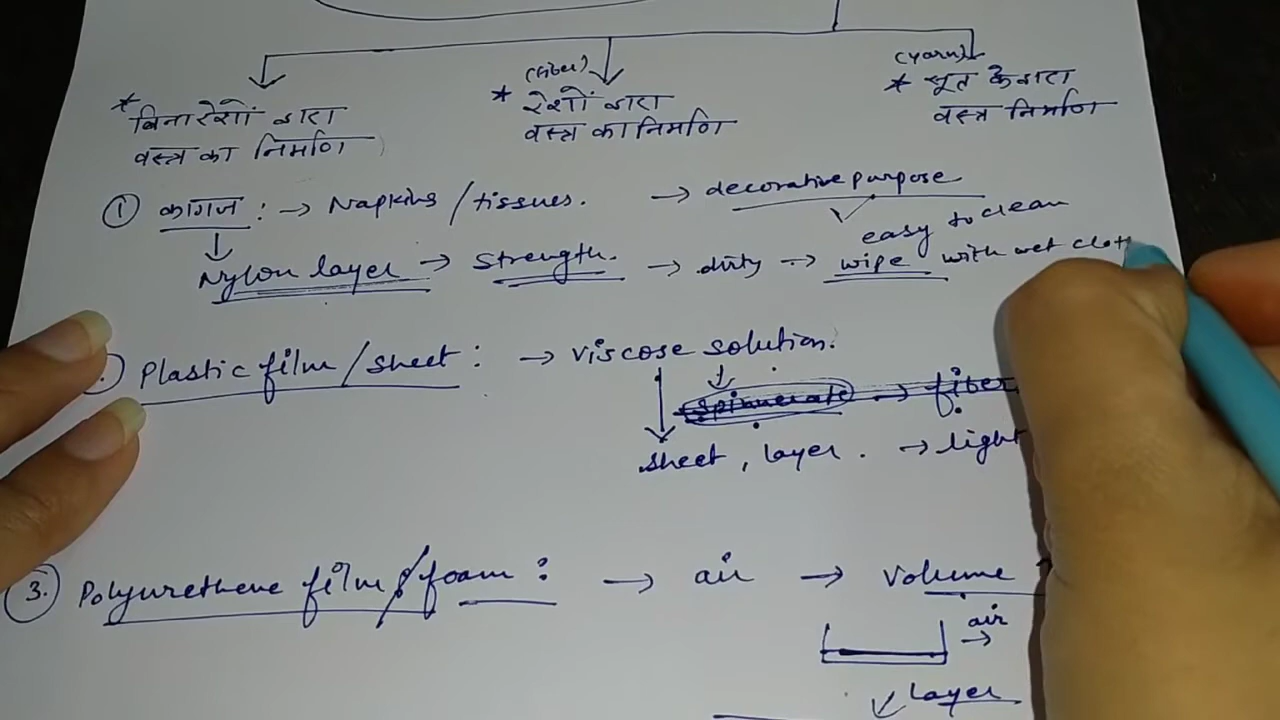 * बिना रेशों द्वारा
वस्त्र का निर्माण
(fiber)
* रेशों द्वारा
वस्त्र का निर्माण
(yarn)
* सूत के द्वारा
वस्त्र निर्माण
① कागज : → Napkins / tissues. → decorative purpose
easy to clean
Nylon layer → strength. → dirty → wipe with wet cloth
Plastic film / sheet : → viscose solution.
spinnerate → fiber
sheet, layer. → light
3. Polyurethene film / foam : → air → volume
air →
layer